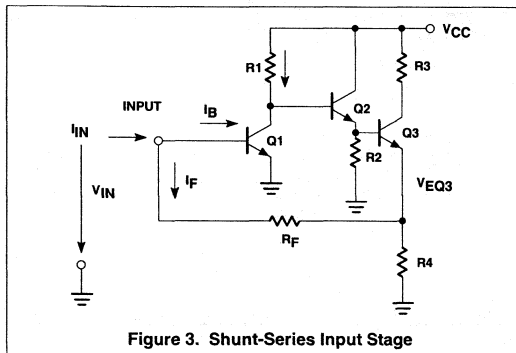 VCC
R1
R3
INPUT
IB
Q2
IIN
Q1
Q3
R2
IF
VEQ3
VIN
RF
R4
Figure 3. Shunt-Series Input Stage